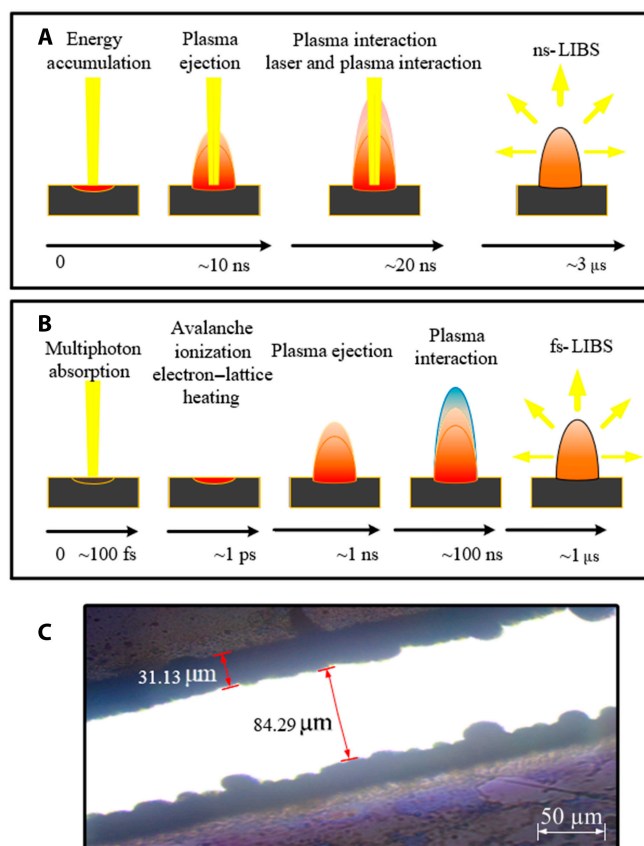 A
Energy
accumulation
Plasma
ejection
Plasma interaction
laser and plasma interaction
ns-LIBS
0
~10 ns
~20 ns
~3 µs
B
Multiphoton
absorption
Avalanche
ionization
electron–lattice
heating
Plasma ejection
Plasma
interaction
fs-LIBS
0 ~100 fs
~1 ps
~1 ns
~100 ns
~1 µs
C
31.13 µm
84.29 µm
50 µm